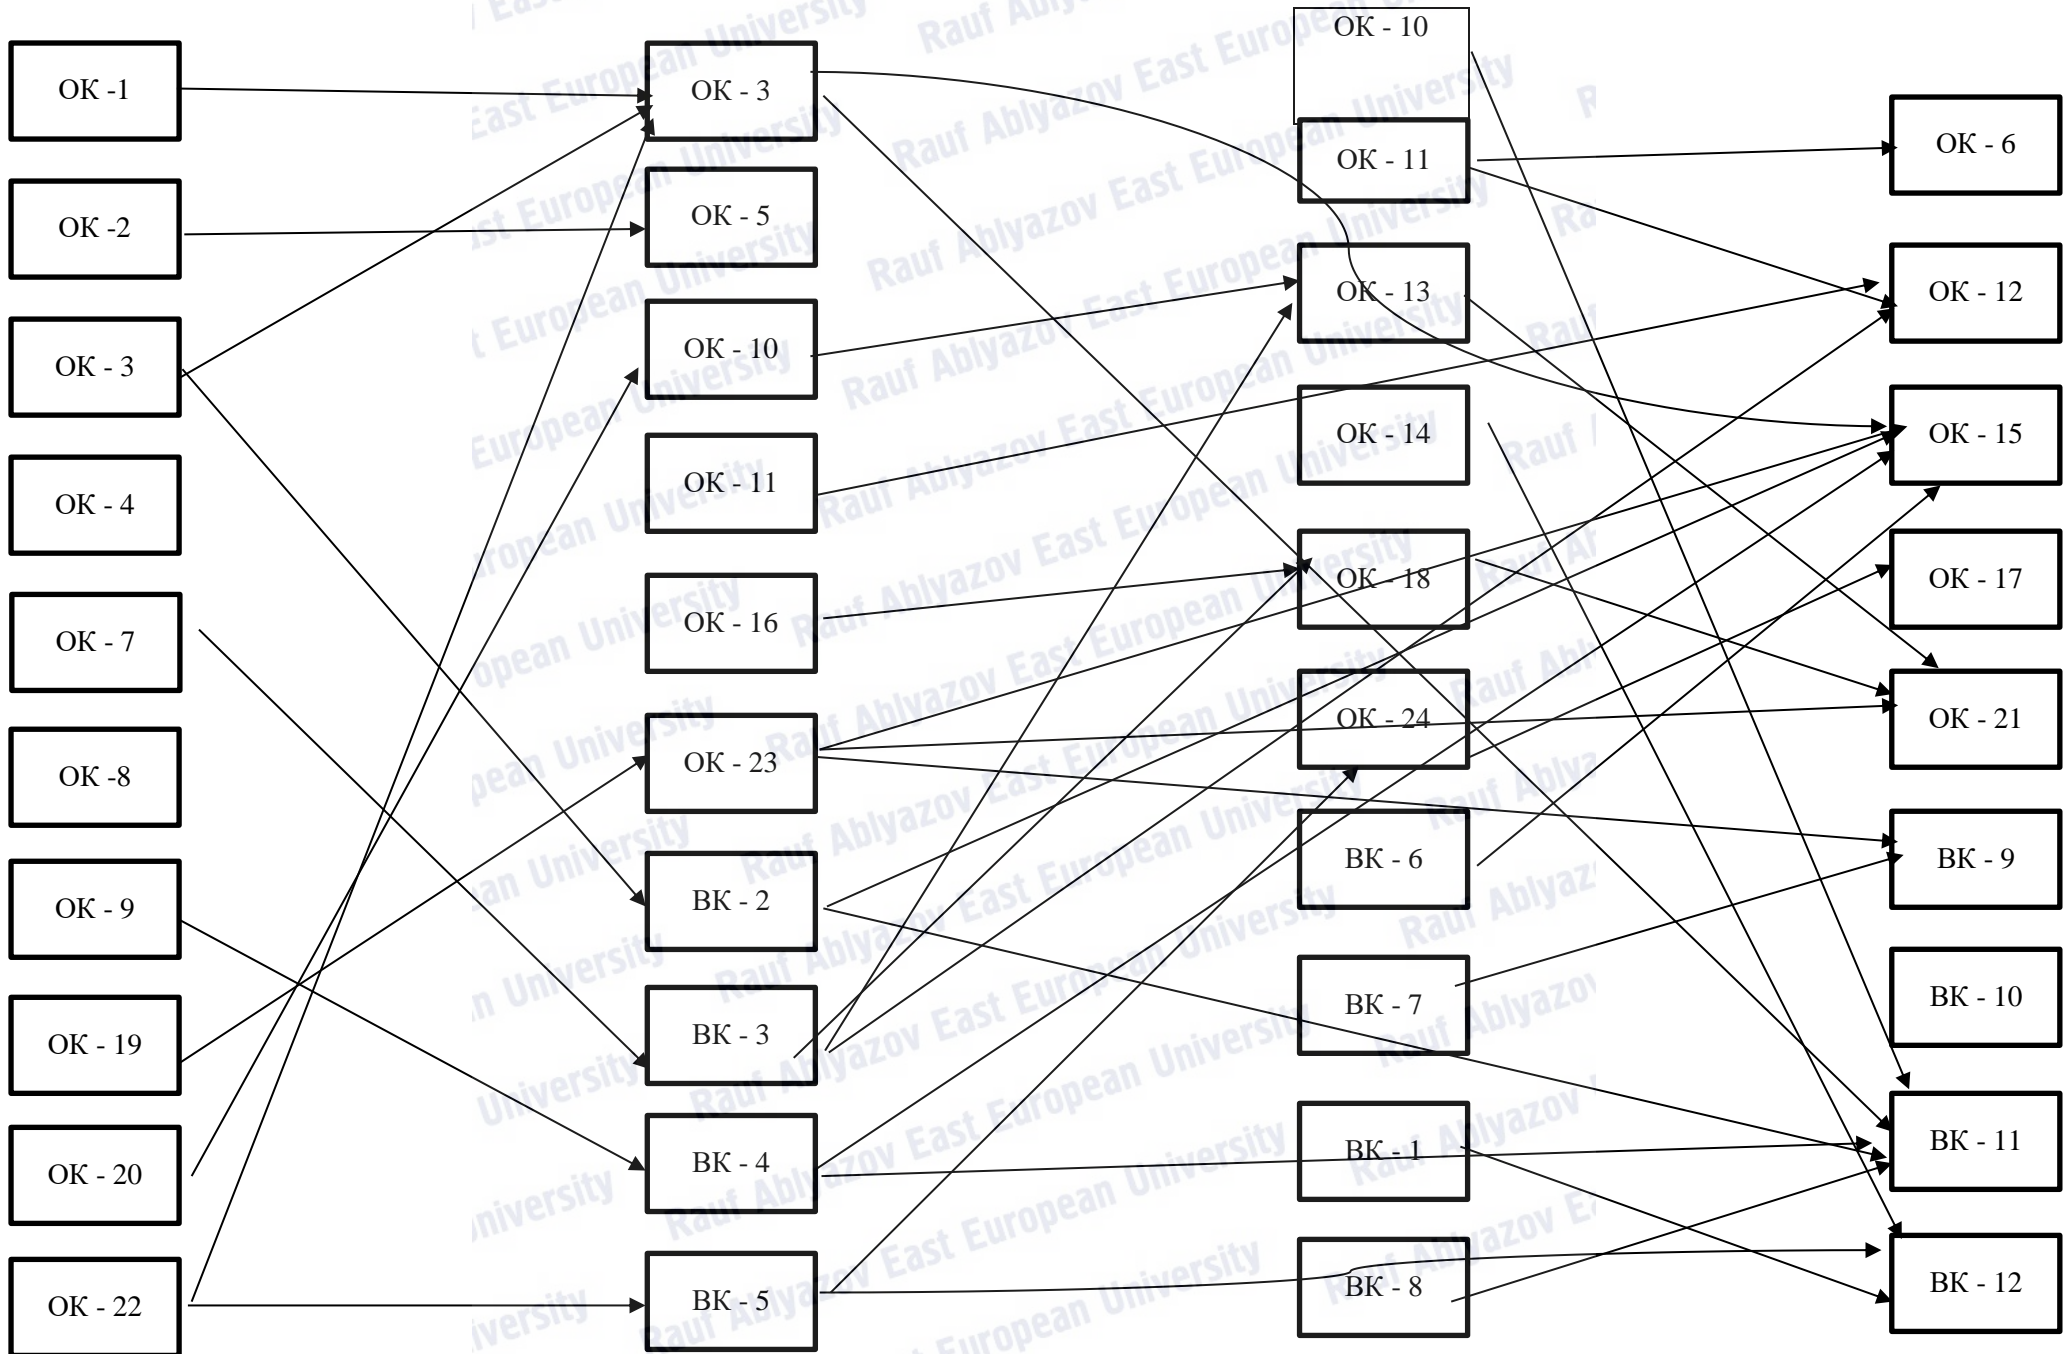 ОК -1
ОК -2
ОК - 3
ОК - 4
ОК - 7
ОК -8
ОК - 9
ОК - 19
ОК - 20
ОК - 22
ОК - 3
ОК - 5
ОК - 10
ОК - 11
ОК - 16
ОК - 23
ВК - 2
ВК - 3
ВК - 4
ВК - 5
ОК - 10
ОК - 11
ОК - 13
ОК - 14
ОК - 18
ОК - 24
ВК - 6
ВК - 7
ВК - 1
ВК - 8
ОК - 6
ОК - 12
ОК - 15
ОК - 17
ОК - 21
ВК - 9
ВК - 10
ВК - 11
ВК - 12
Rauf Ablyazov East European University